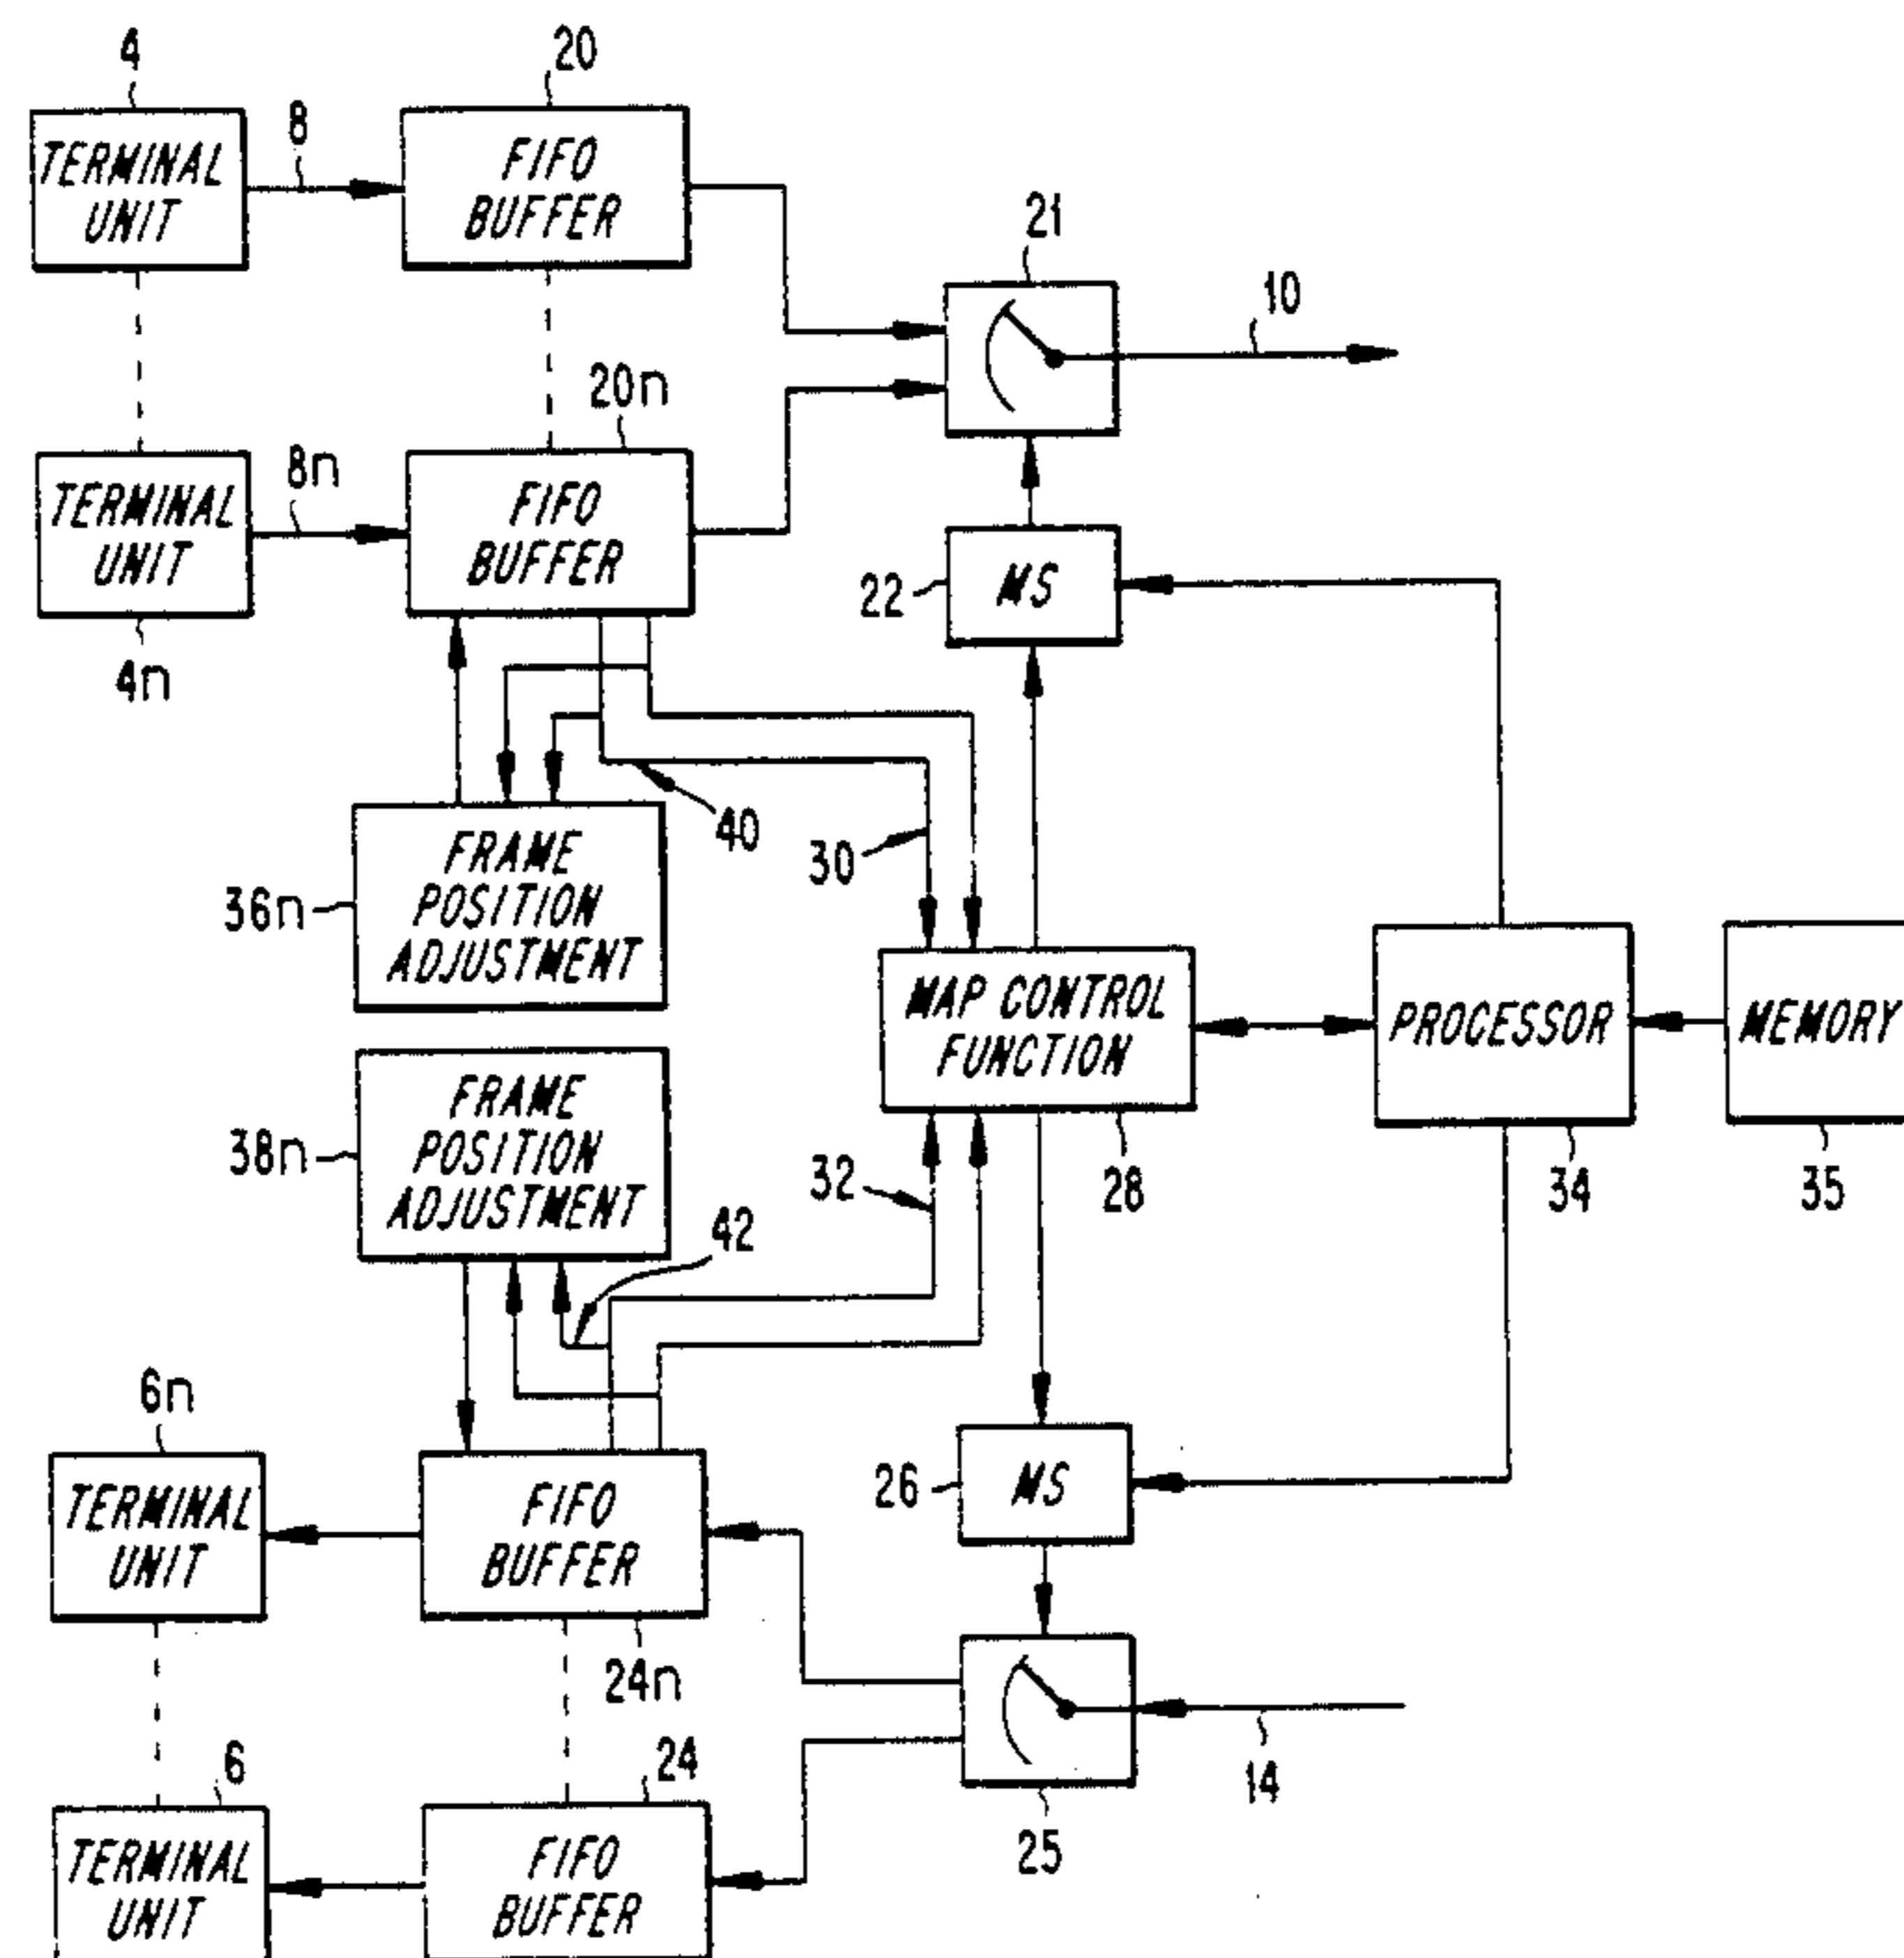 4
20
TERMINAL
UNIT
8
FIFO
BUFFER
21
10
20n
TERMINAL
UNIT
8n
FIFO
BUFFER
4n
22
MS
40
30
36n
FRAME
POSITION
ADJUSTMENT
MAP CONTROL
FUNCTION
PROCESSOR
MEMORY
38n
FRAME
POSITION
ADJUSTMENT
32
28
34
35
42
6n
TERMINAL
UNIT
FIFO
BUFFER
26
MS
24n
6
24
14
25
TERMINAL
UNIT
FIFO
BUFFER